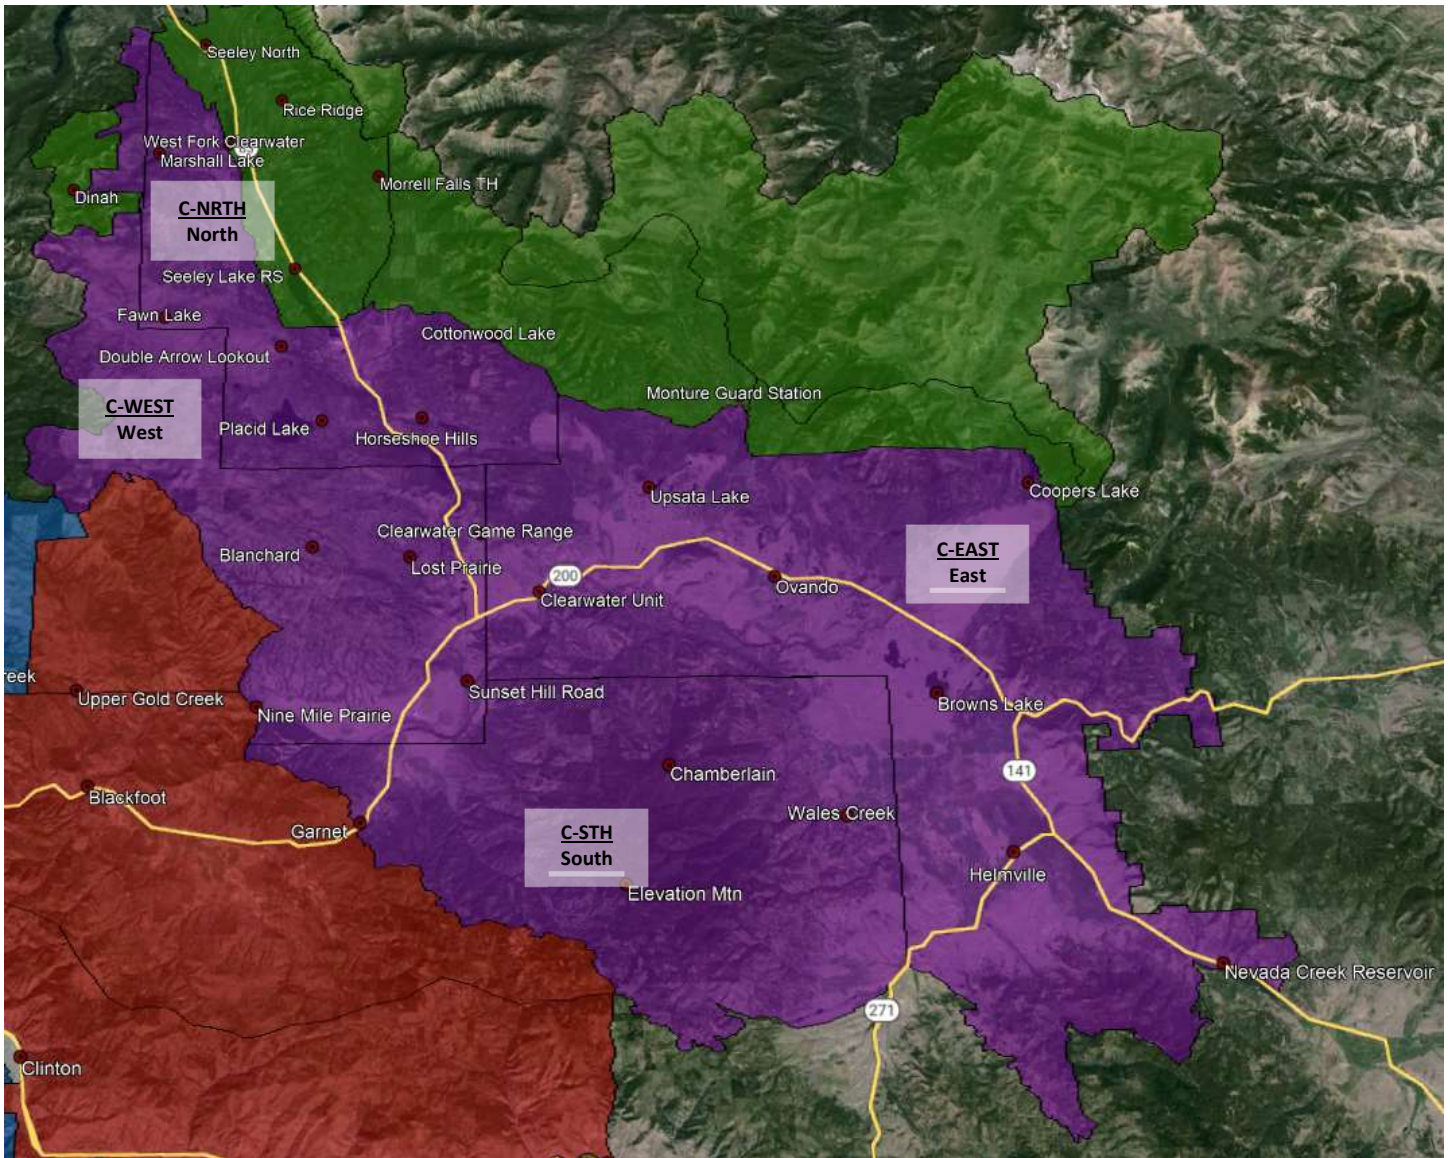 Seeley North
Rice Ridge
West Fork Clearwater
Marshall Lake
Morrell Falls TH
Dinah
C-NRTH
North
Seeley Lake RS
Fawn Lake
Cottonwood Lake
Double Arrow Lookout
Monture Guard Station
C-WEST
West
Placid Lake
Horseshoe Hills
Upsata Lake
Coopers Lake
Clearwater Game Range
C-EAST
East
Blanchard
Lost Prairie
200
Clearwater Unit
Ovando
reek
Upper Gold Creek
Sunset Hill Road
Nine Mile Prairie
Browns Lake
Chamberlain
141
Blackfoot
Wales Creek
Garnet
C-STH
South
Helmville
Elevation Mtn
Nevada Creek Reservoir
271
Clinton